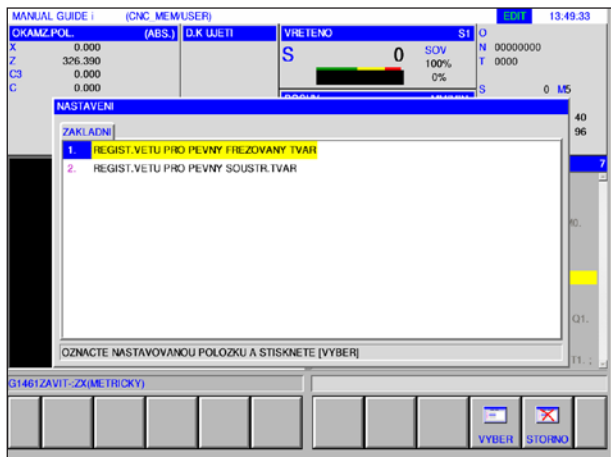 MANUAL GUIDE i (CNC_MEM/USER) EDIT 13:49:33
OKAMZ.POL. (ABS.) D.K UJETI VRETENO S1 O
X 0.000
Z 326.390
C3 0.000
C 0.000
S 0 SOV
100%
0%
N 00000000
T 0000
S 0 M5
NASTAVENI
40
96
ZAKLADNI
1. REGIST.VETU PRO PEVNY FREZOVANY TVAR
2. REGIST.VETU PRO PEVNY SOUSTR.TVAR
7
Q1.
T1. ;
OZNACTE NASTAVOVANOU POLOZKU A STISKNETE [VYBER]
G1461ZAVIT-:ZX(METRICKY)
VYBER STORNO